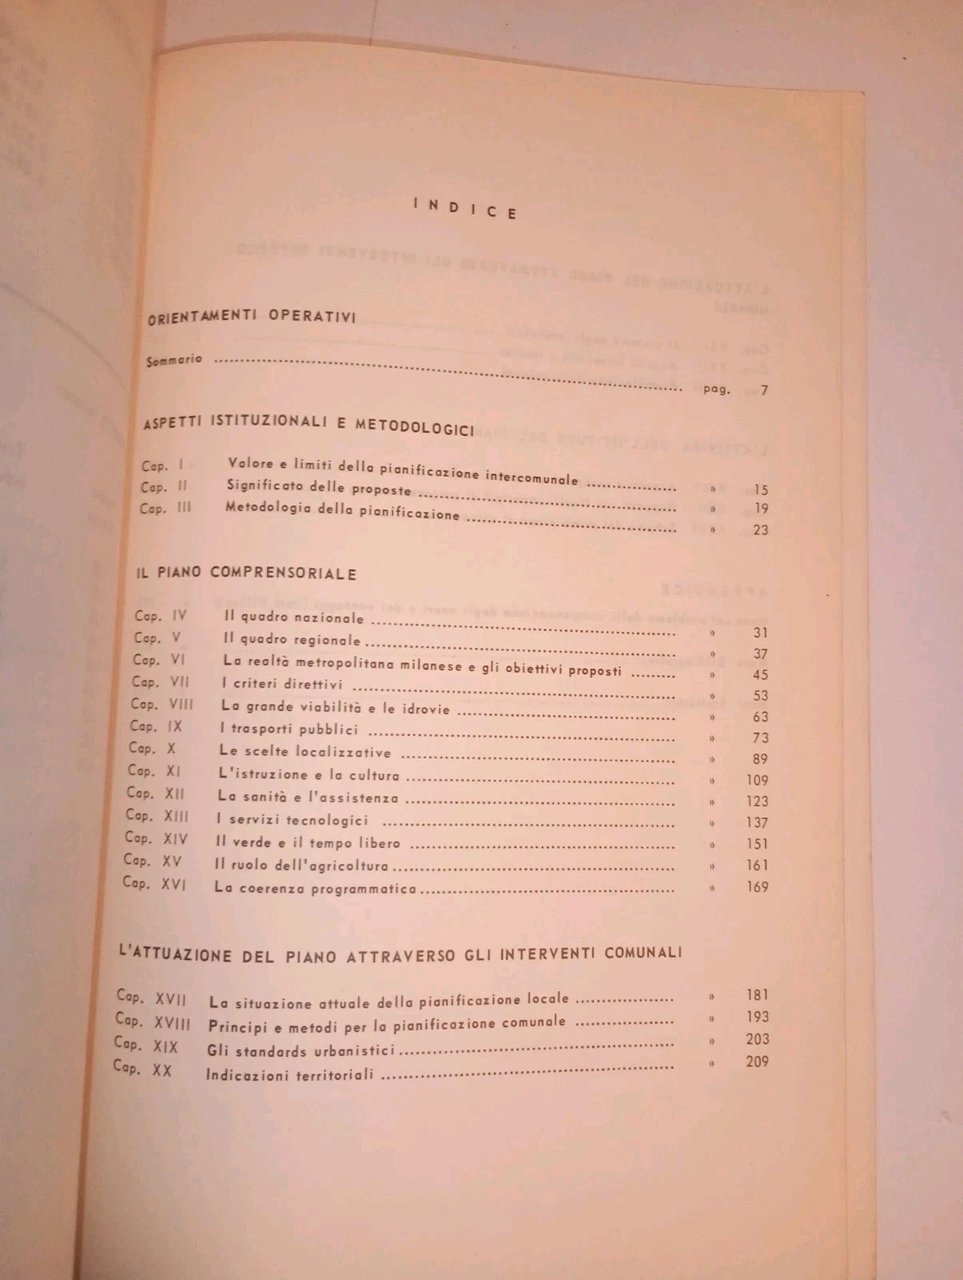 INDICE
ORIENTAMENTI OPERATIVI
Sommario ........ pag. 7
ASPETTI ISTITUZIONALI E METODOLOGICI
Cap. I Valore e limiti della pianificazione intercomunale ........ » 15
Cap. II Significato delle proposte ........ » 19
Cap. III Metodologia della pianificazione ........ » 23
IL PIANO COMPRENSORIALE
Cap. IV Il quadro nazionale ........ » 31
Cap. V Il quadro regionale ........ » 37
Cap. VI La realtà metropolitana milanese e gli obiettivi proposti ........ » 45
Cap. VII I criteri direttivi ........ » 53
Cap. VIII La grande viabilità e le idrovie ........ » 63
Cap. IX I trasporti pubblici ........ » 73
Cap. X Le scelte localizzative ........ » 89
Cap. XI L'istruzione e la cultura ........ » 109
Cap. XII La sanità e l'assistenza ........ » 123
Cap. XIII I servizi tecnologici ........ » 137
Cap. XIV Il verde e il tempo libero ........ » 151
Cap. XV Il ruolo dell'agricoltura ........ » 161
Cap. XVI La coerenza programmatica ........ » 169
L'ATTUAZIONE DEL PIANO ATTRAVERSO GLI INTERVENTI COMUNALI
Cap. XVII La situazione attuale della pianificazione locale ........ » 181
Cap. XVIII Principi e metodi per la pianificazione comunale ........ » 193
Cap. XIX Gli standards urbanistici ........ » 203
Cap. XX Indicazioni territoriali ........ » 209